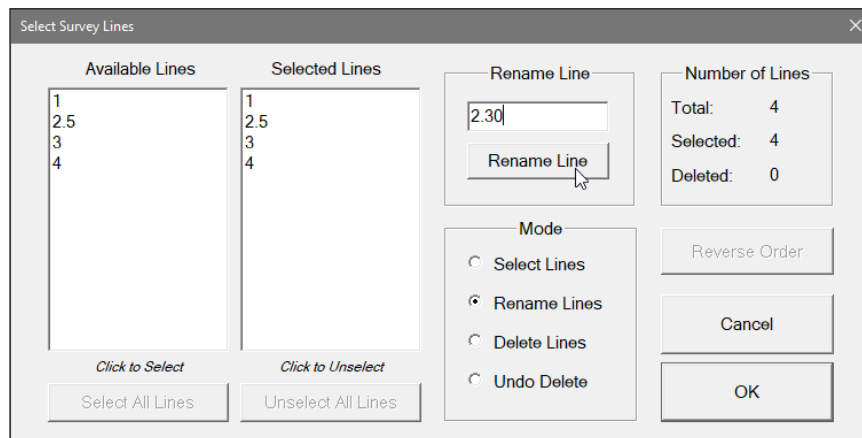 Select Survey Lines
Available Lines
1
2.5
3
4
Click to Select
Select All Lines
Selected Lines
1
2.5
3
4
Click to Unselect
Unselect All Lines
Rename Line
2.30
Rename Line
Mode
Select Lines
Rename Lines
Delete Lines
Undo Delete
Number of Lines
Total: 4
Selected: 4
Deleted: 0
Reverse Order
Cancel
OK